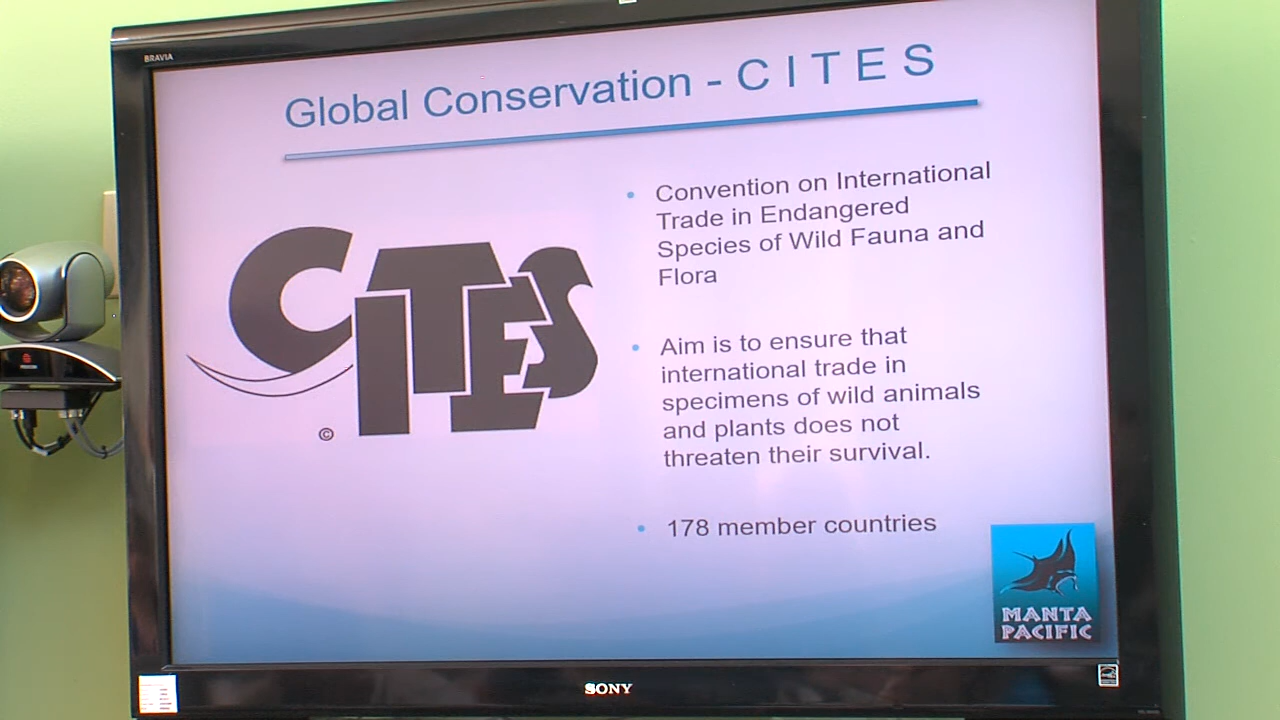 BRAVIA
Global Conservation - C I T E S
CITES
©
• Convention on International
Trade in Endangered
Species of Wild Fauna and
Flora
• Aim is to ensure that
international trade in
specimens of wild animals
and plants does not
threaten their survival.
• 178 member countries
MANTA
PACIFIC
SONY